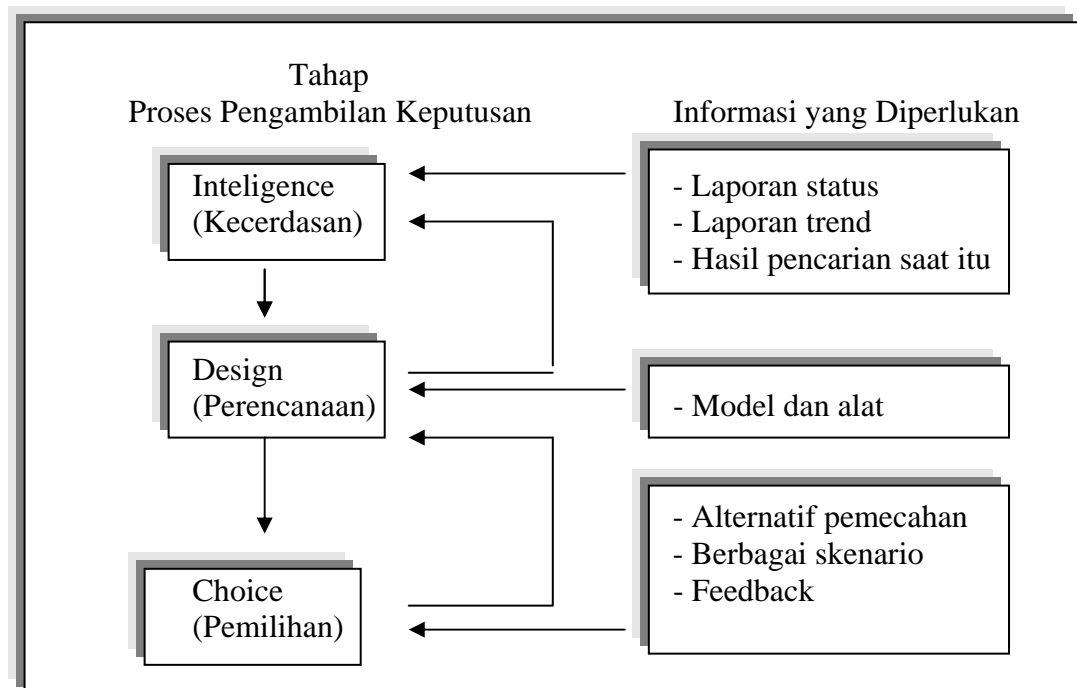 Tahap
Proses Pengambilan Keputusan
Informasi yang Diperlukan
Inteligence
(Kecerdasan)
- Laporan status
- Laporan trend
- Hasil pencarian saat itu
Design
(Perencanaan)
- Model dan alat
Choice
(Pemilihan)
- Alternatif pemecahan
- Berbagai skenario
- Feedback